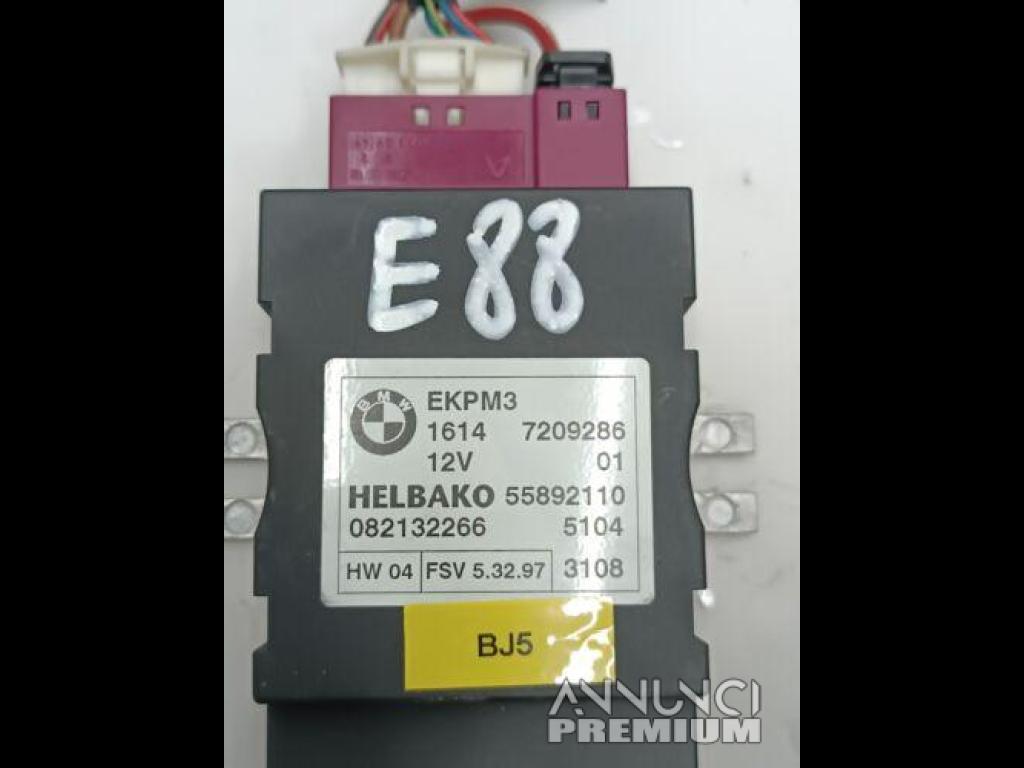 E88
BMW
EKPM3
1614 7209286
12V 01
HELBAKO 55892110
082132266 5104
HW 04 FSV 5.32.97 3108
BJ5
ANNUNCI
PREMIUM